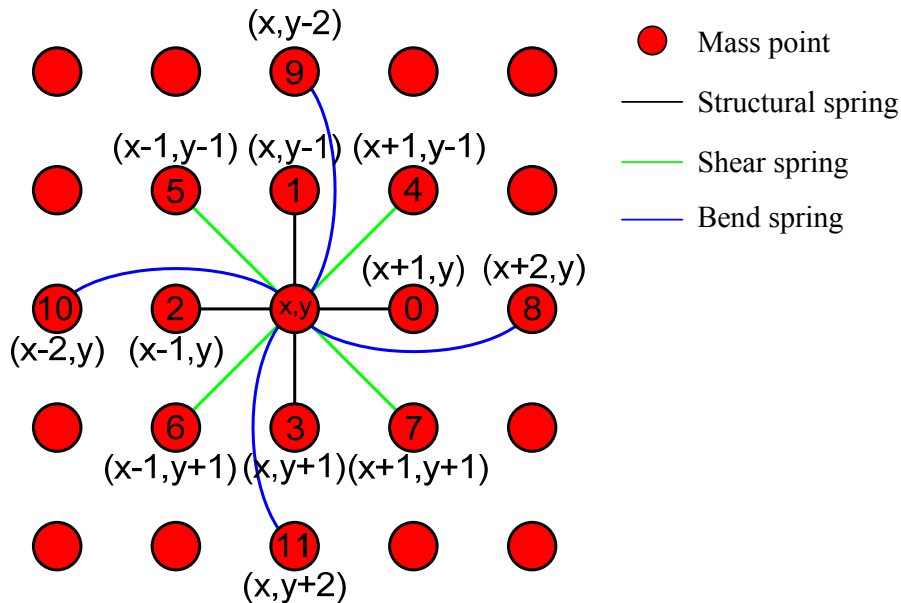 (x,y-2)
9
(x-1,y-1) (x,y-1) (x+1,y-1)
5 1 4
(x+1,y) (x+2,y)
10 2 x,y 0 8
(x-2,y) (x-1,y)
6 3 7
(x-1,y+1) (x,y+1) (x+1,y+1)
11
(x,y+2)
Mass point
Structural spring
Shear spring
Bend spring